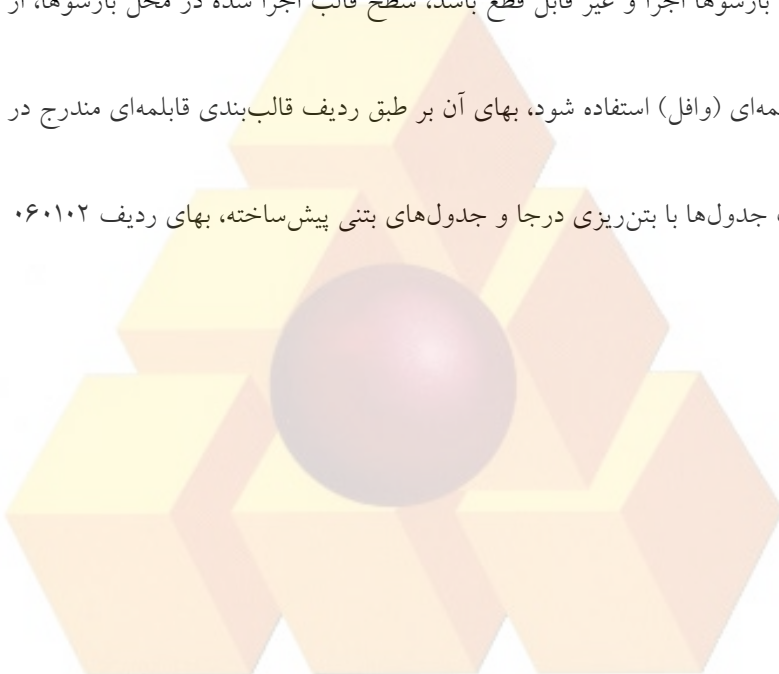 بازشوها اجرا و غیر قابل قطع باشد، سطح قالب اجرا شده در محل بازشوها، از
مه‌ای (وافل) استفاده شود، بهای آن بر طبق ردیف قالب‌بندی قابلمه‌ای مندرج در
جدول‌ها با بتن‌ریزی درجا و جدول‌های بتنی پیش‌ساخته، بهای ردیف ۰۶۰۱۰۲